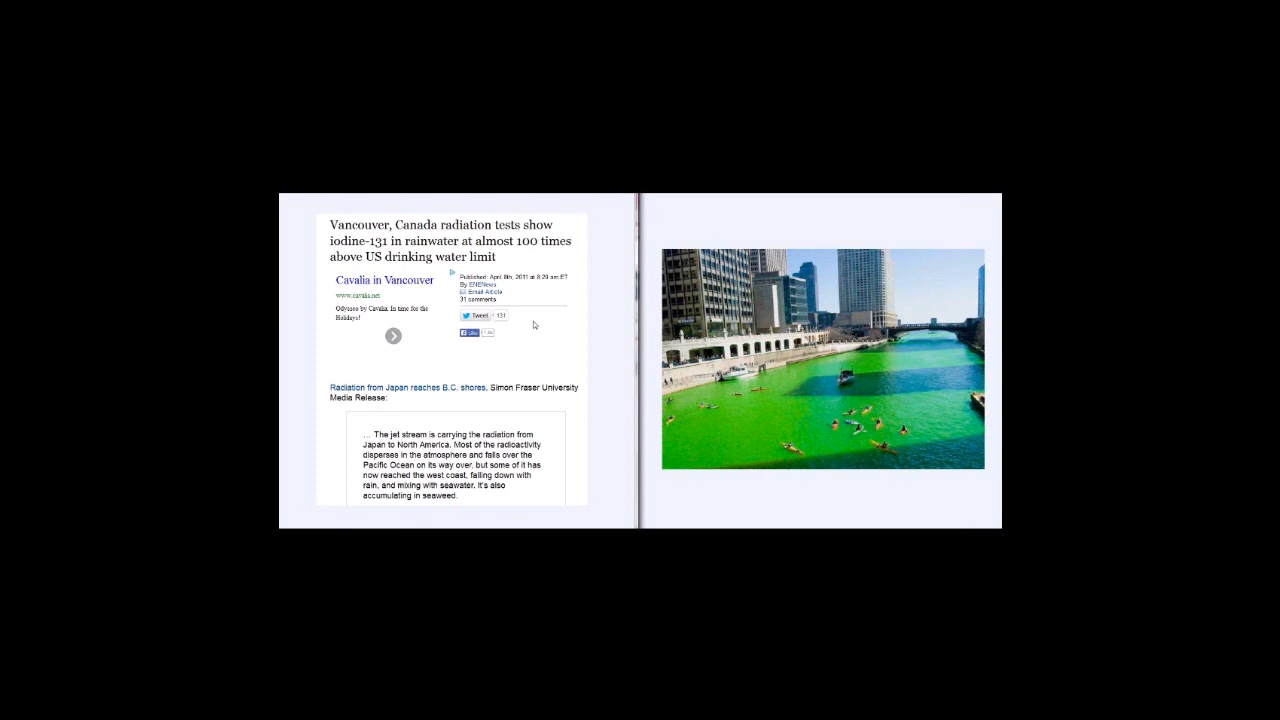 Vancouver, Canada radiation tests show
iodine-131 in rainwater at almost 100 times
above US drinking water limit
Cavalia in Vancouver
www.cavalia.net
Odysseo by Cavalia: In time for the
Holidays!
Published: April 8th, 2011 at 8:29 am ET
By ENENews
Email Article
31 comments
Tweet 131
Like
Radiation from Japan reaches B.C. shores, Simon Fraser University
Media Release:
... The jet stream is carrying the radiation from
Japan to North America. Most of the radioactivity
disperses in the atmosphere and falls over the
Pacific Ocean on its way over, but some of it has
now reached the west coast, falling down with
rain, and mixing with seawater. It's also
accumulating in seaweed.